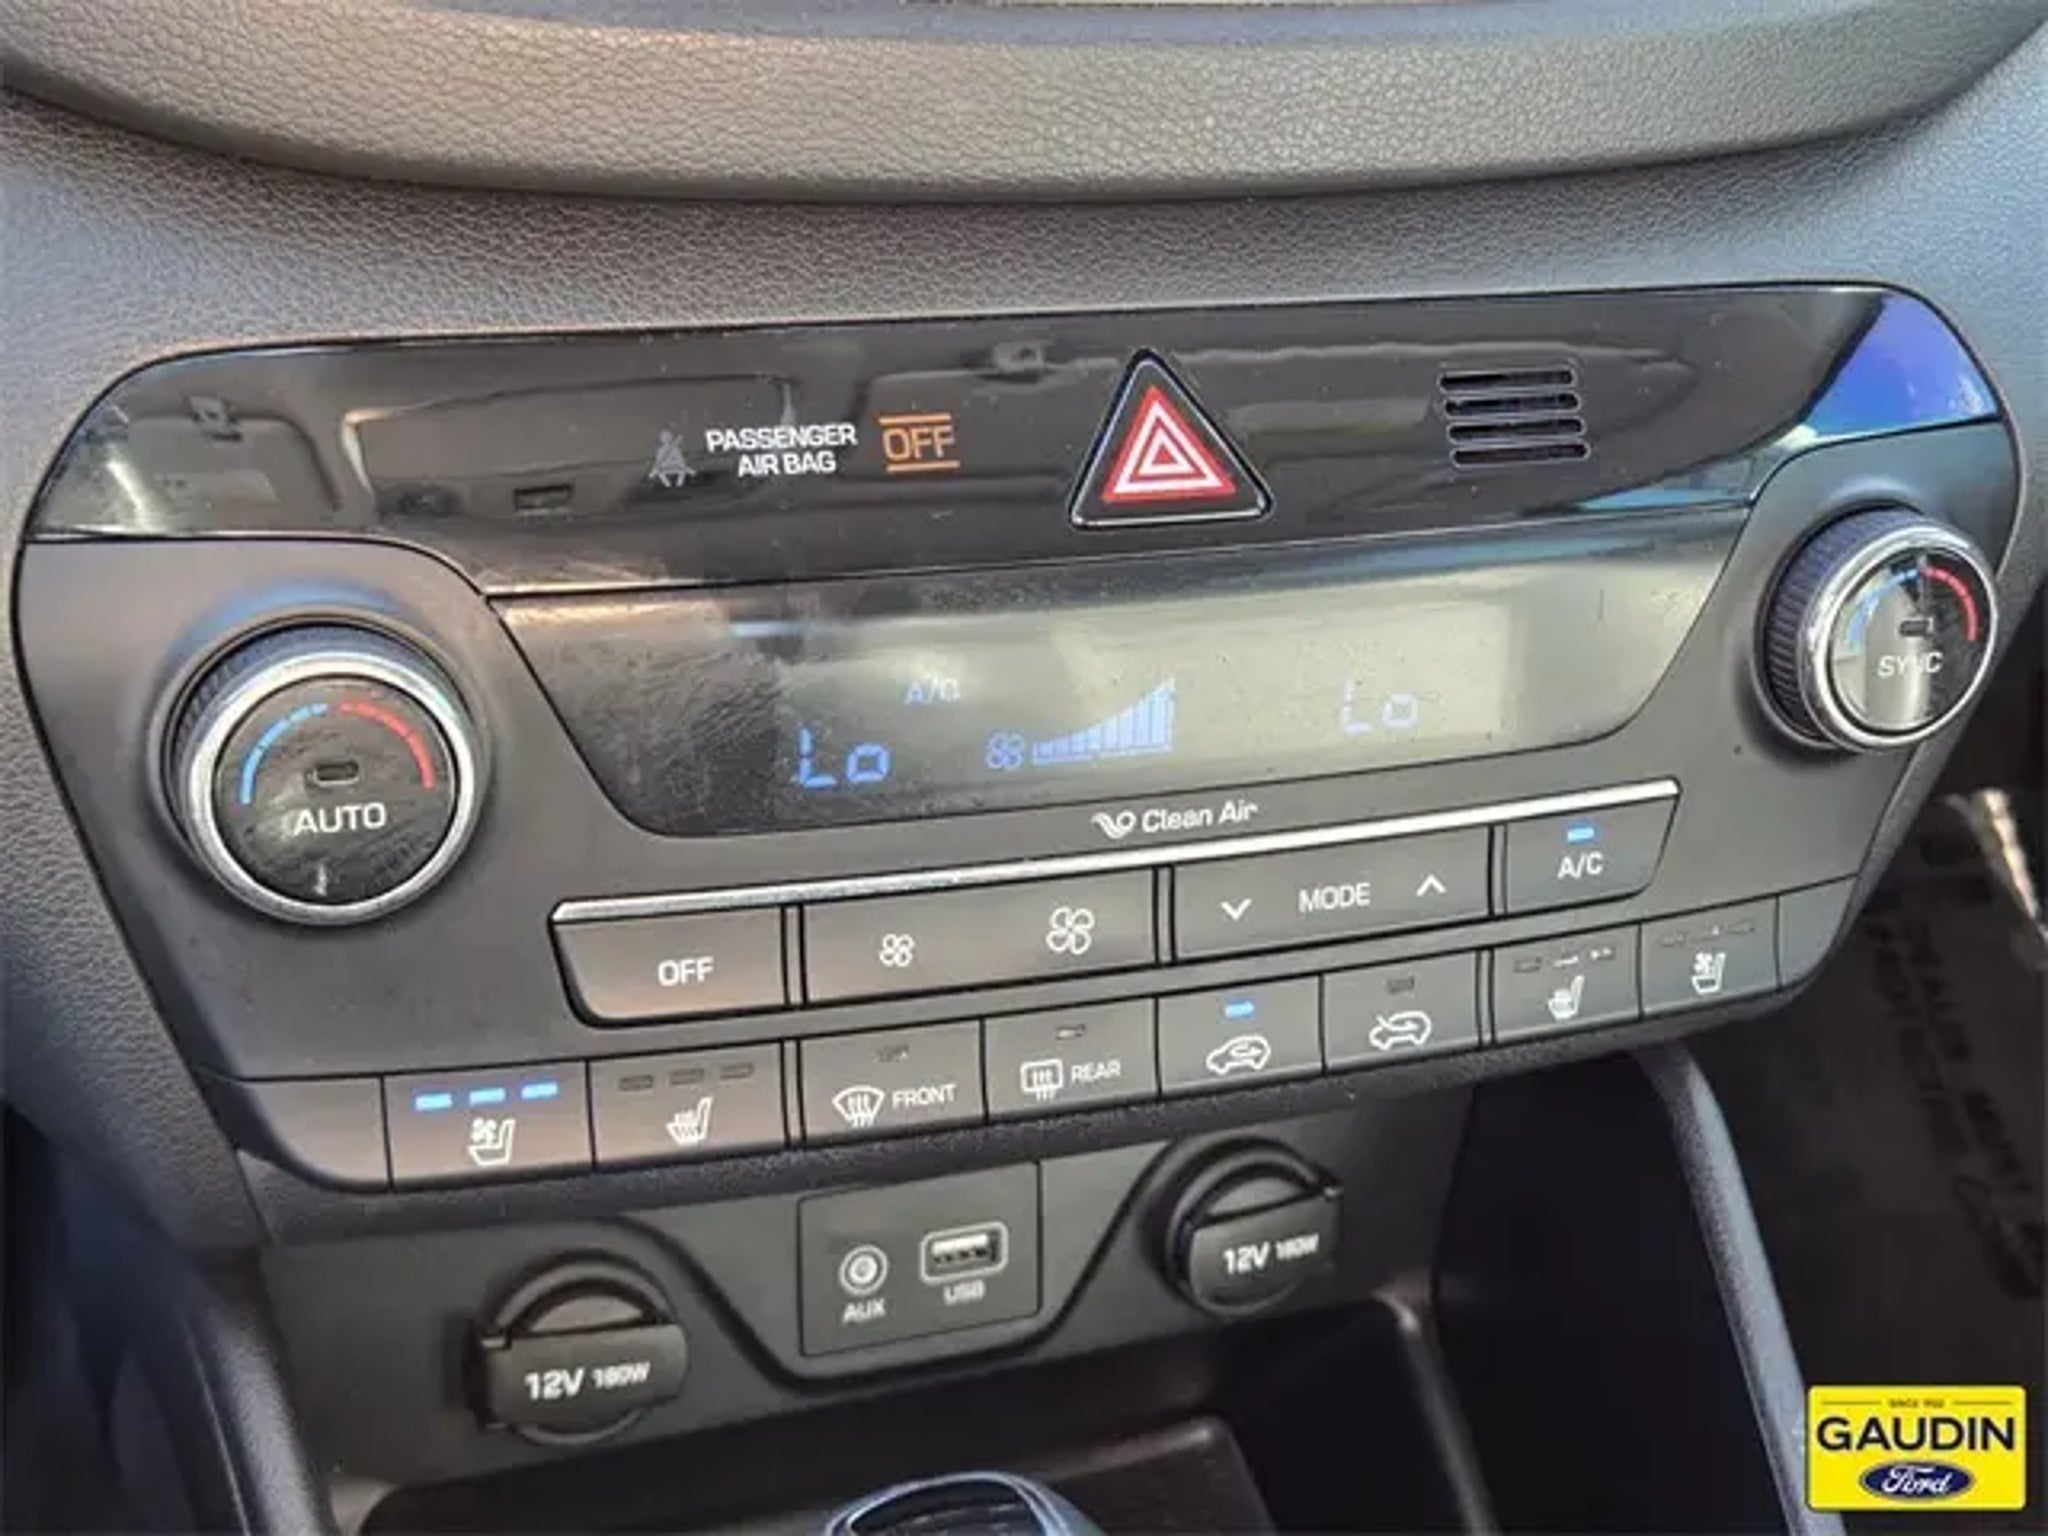 PASSENGER
AIR BAG
OFF
A/C
Lo
Lo
SYNC
AUTO
Clean Air
OFF
MODE
A/C
FRONT
REAR
AUX
USB
12V 180W
12V 180W
GAUDIN
Ford